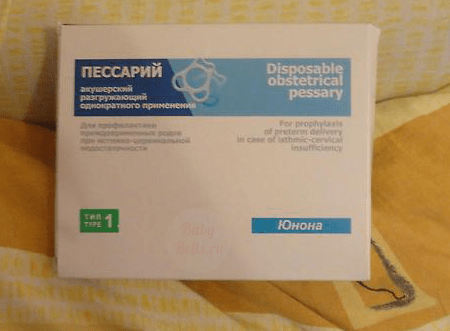 ПЕССАРИЙ
акушерский
разгружающий
однократного применения
Disposable
obstetrical
pessary
Для профилактики
преждевременных родов
при истмико-цервикальной
недостаточности
For prophylaxis
of preterm delivery
in case of isthmic-cervical
insufficiency
ТИП
TYPE 1
Юнона